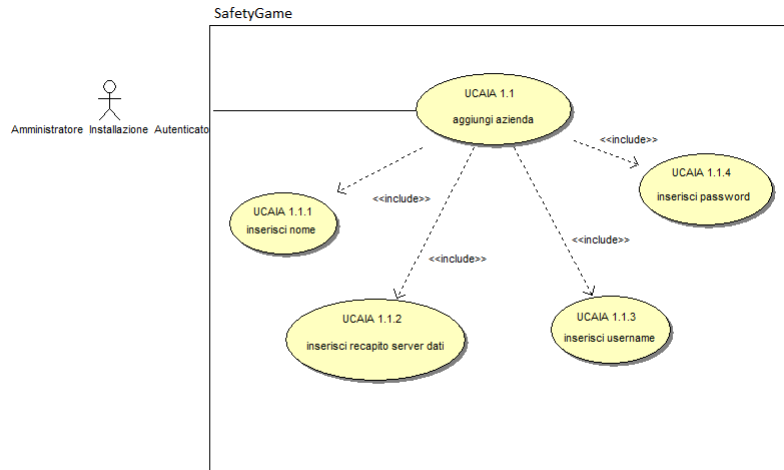 SafetyGame
UCAIA 1.1
aggiungi azienda
Amministratore Installazione Autenticato
<<include>>
UCAIA 1.1.4
inserisci password
<<include>>
UCAIA 1.1.1
inserisci nome
<<include>>
<<include>>
UCAIA 1.1.2
inserisci recapito server dati
UCAIA 1.1.3
inserisci username